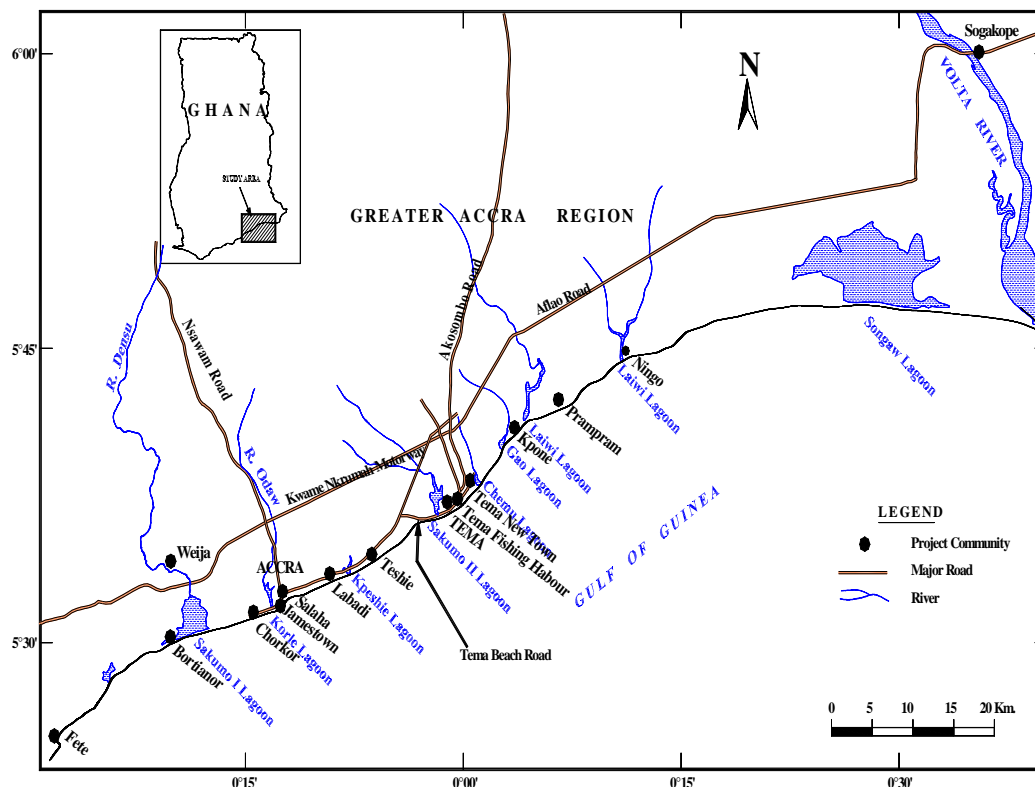 6°00'
5°45'
5°30'
0°15'
0°00'
0°15'
0°30'
GHANA
STUDY AREA
N
Sogakope
VOLTA RIVER
GREATER ACCRA REGION
R. Densu
Nsawam Road
Akosombo Road
Aflao Road
Songaw Lagoon
Ningo
Laiwi Lagoon
Prampram
Laiwi Lagoon
Kpone
Gao Lagoon
R. Odaw
Kwame Nkrumah Motorway
Chemu Lagoon
Tema New Town
Tema Fishing Habour
TEMA
Sakumo II Lagoon
GULF OF GUINEA
Weija
ACCRA
Teshie
Kpeshie Lagoon
Labadi
Salaha
Jamestown
Korle Lagoon
Chorkor
Sakumo I Lagoon
Bortianor
Tema Beach Road
Fete
LEGEND
Project Community
Major Road
River
0 5 10 15 20 Km.